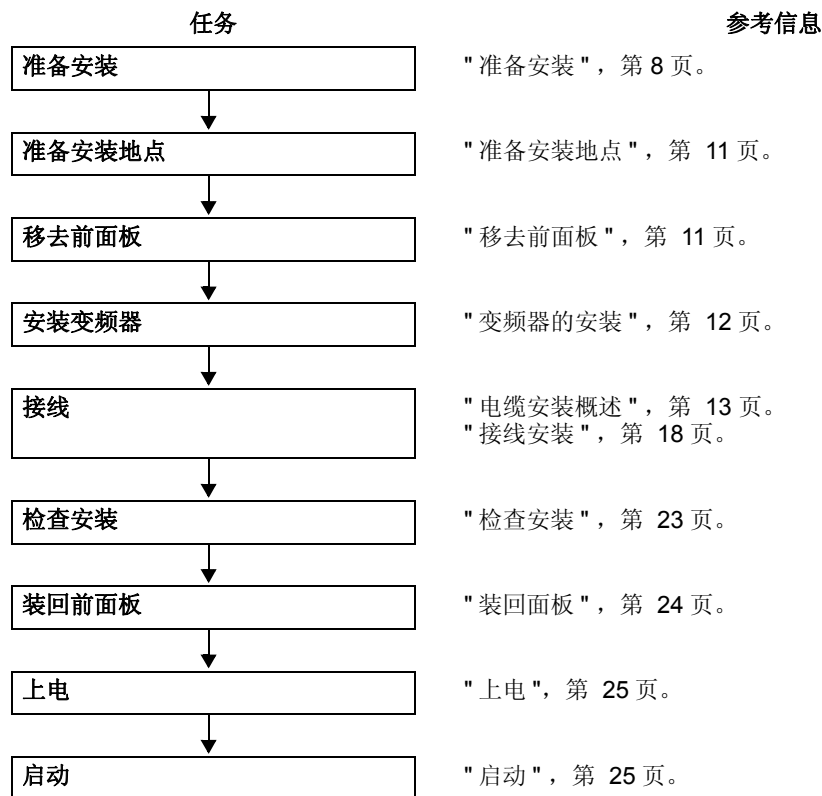 任务 参考信息
准备安装 "准备安装"，第 8 页。
准备安装地点 "准备安装地点"，第 11 页。
移去前面板 "移去前面板"，第 11 页。
安装变频器 "变频器的安装"，第 12 页。
接线 "电缆安装概述"，第 13 页。
"接线安装"，第 18 页。
检查安装 "检查安装"，第 23 页。
装回前面板 "装回面板"，第 24 页。
上电 "上电"，第 25 页。
启动 "启动"，第 25 页。